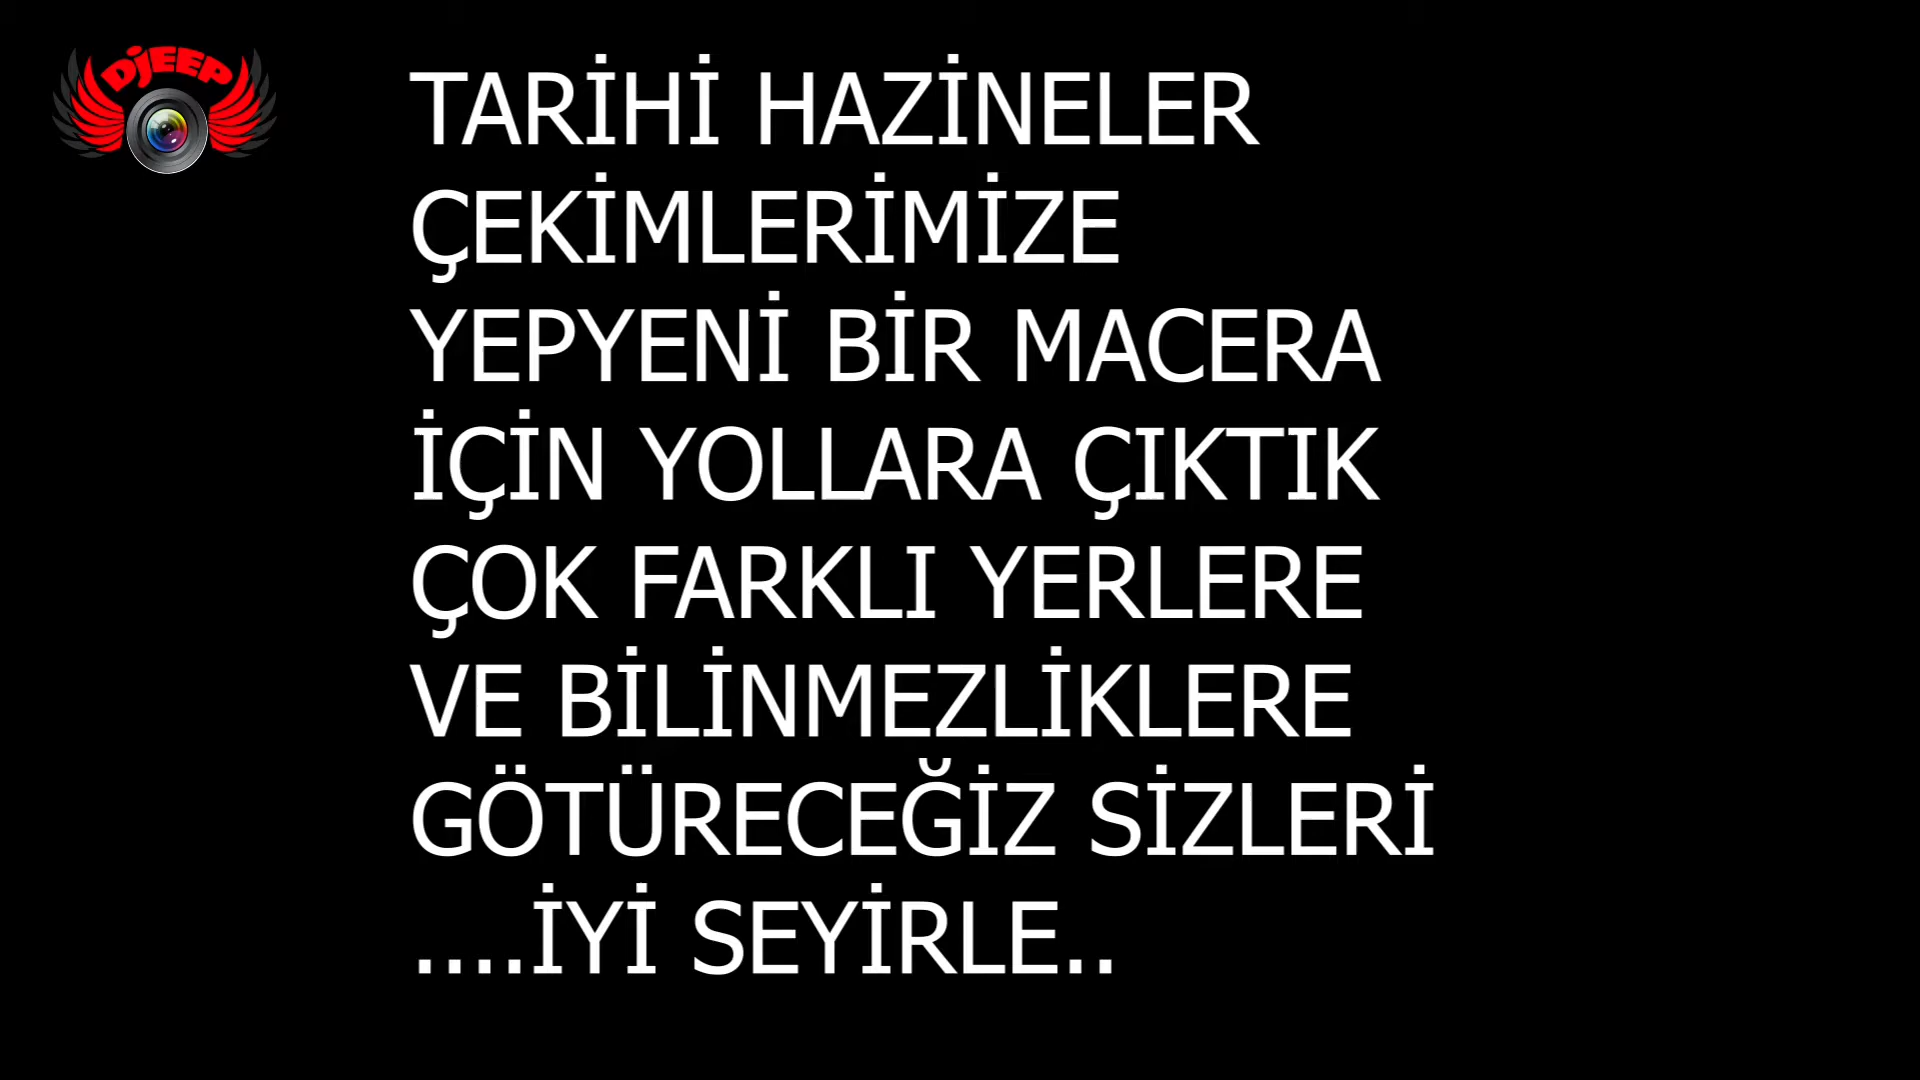 DJEEP
TARİHİ HAZİNELER
ÇEKİMLERİMİZE
YEPYENİ BİR MACERA
İÇİN YOLLARA ÇIKTIK
ÇOK FARKLI YERLERE
VE BİLİNMEZLİKLERE
GÖTÜRECEĞİZ SİZLERİ
....İYİ SEYİRLE..